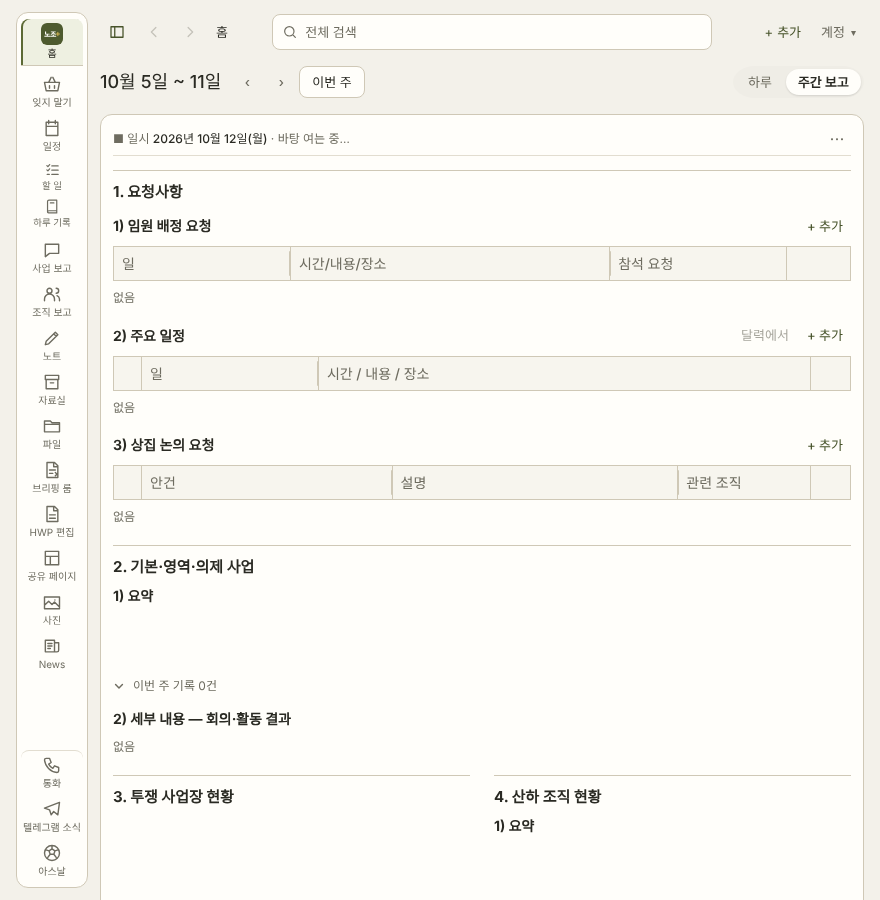 노조+
홈
잊지 말기
일정
할 일
하루 기록
사업 보고
조직 보고
노트
자료실
파일
브리핑 룸
HWP 편집
공유 페이지
사진
News
통화
텔레그램 소식
아스날
홈
전체 검색
+ 추가
계정 ▾
10월 5일 ~ 11일
‹ ›
이번 주
하루
주간 보고
■ 일시 2026년 10월 12일(월) · 바탕 여는 중…
⋯
1. 요청사항
1) 임원 배정 요청
+ 추가
일 시간/내용/장소 참석 요청
없음
2) 주요 일정
달력에서
+ 추가
일 시간 / 내용 / 장소
없음
3) 상집 논의 요청
+ 추가
안건 설명 관련 조직
없음
2. 기본·영역·의제 사업
1) 요약
이번 주 기록 0건
2) 세부 내용 — 회의·활동 결과
없음
3. 투쟁 사업장 현황
4. 산하 조직 현황
1) 요약